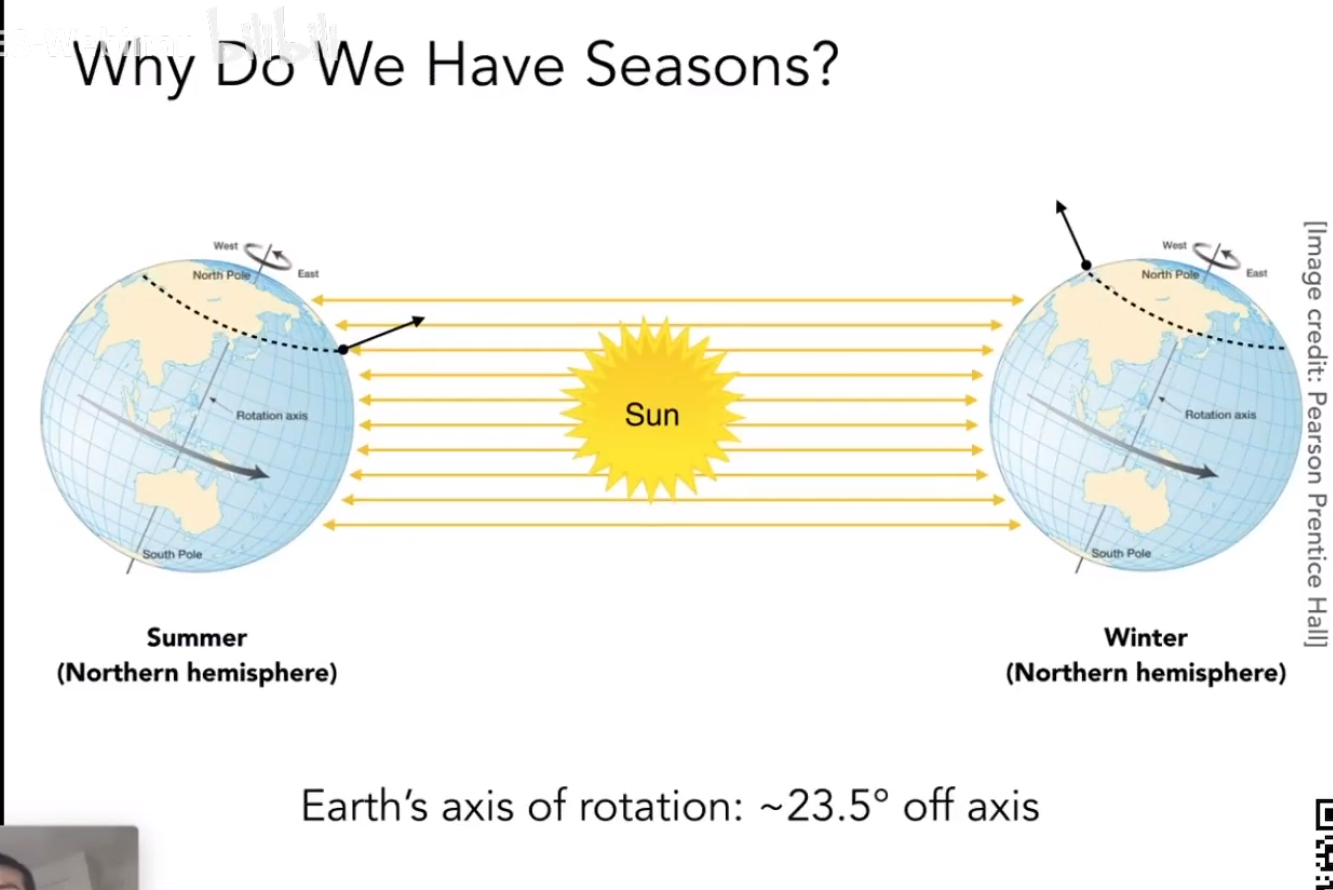 Why Do We Have Seasons?
West
North Pole
East
Rotation axis
South Pole
Sun
West
North Pole
East
Rotation axis
South Pole
[Image credit: Pearson Prentice Hall]
Summer
(Northern hemisphere)
Winter
(Northern hemisphere)
Earth's axis of rotation: ~23.5° off axis
bilibili